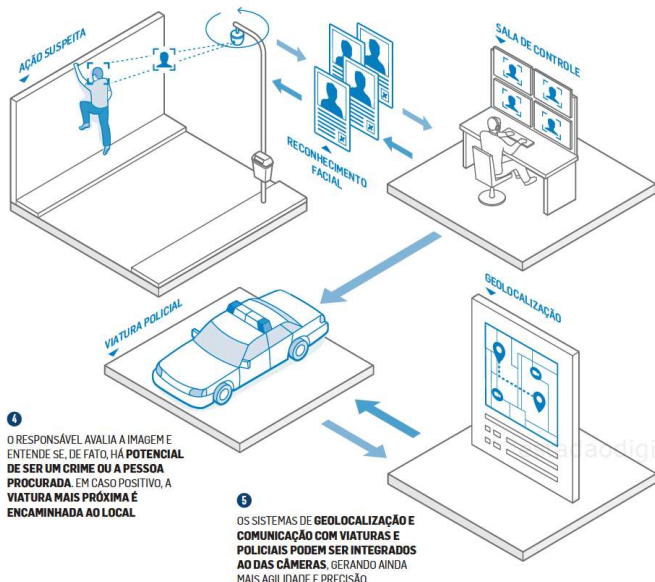 AÇÃO SUSPEITA
SALA DE CONTROLE
RECONHECIMENTO
FACIAL
VIATURA POLICIAL
GEOLOCALIZAÇÃO
4
O RESPONSÁVEL AVALIA A IMAGEM E
ENTENDE SE, DE FATO, HÁ POTENCIAL
DE SER UM CRIME OU A PESSOA
PROCURADA. EM CASO POSITIVO, A
VIATURA MAIS PRÓXIMA É
ENCAMINHADA AO LOCAL
5
OS SISTEMAS DE GEOLOCALIZAÇÃO E
COMUNICAÇÃO COM VIATURAS E
POLICIAIS PODEM SER INTEGRADOS
AO DAS CÂMERAS, GERANDO AINDA
MAIS AGILIDADE E PRECISÃO